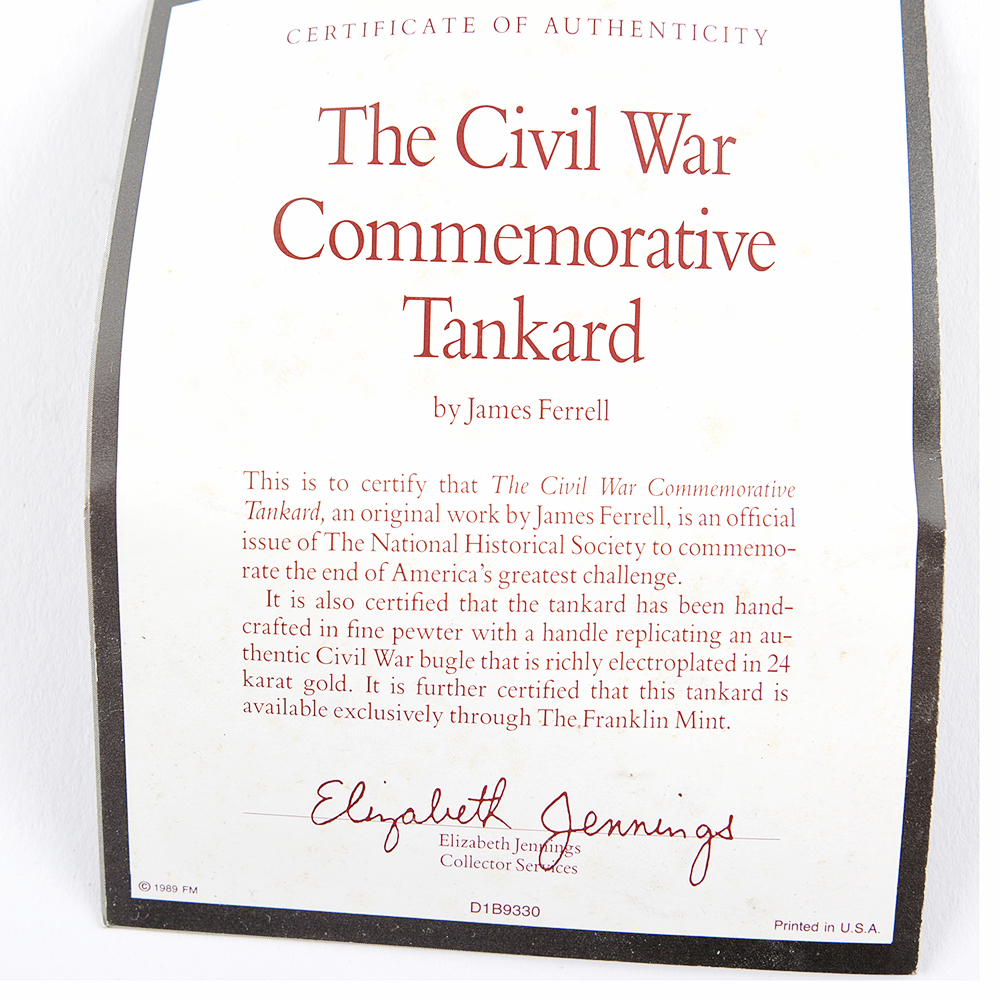 CERTIFICATE OF AUTHENTICITY
The Civil War
Commemorative
Tankard
by James Ferrell
This is to certify that The Civil War Commemorative
Tankard, an original work by James Ferrell, is an official
issue of The National Historical Society to commemo-
rate the end of America's greatest challenge.
It is also certified that the tankard has been hand-
crafted in fine pewter with a handle replicating an au-
thentic Civil War bugle that is richly electroplated in 24
karat gold. It is further certified that this tankard is
available exclusively through The Franklin Mint.
Elizabeth Jennings
Elizabeth Jennings
Collector Services
© 1989 FM
D1B9330
Printed in U.S.A.